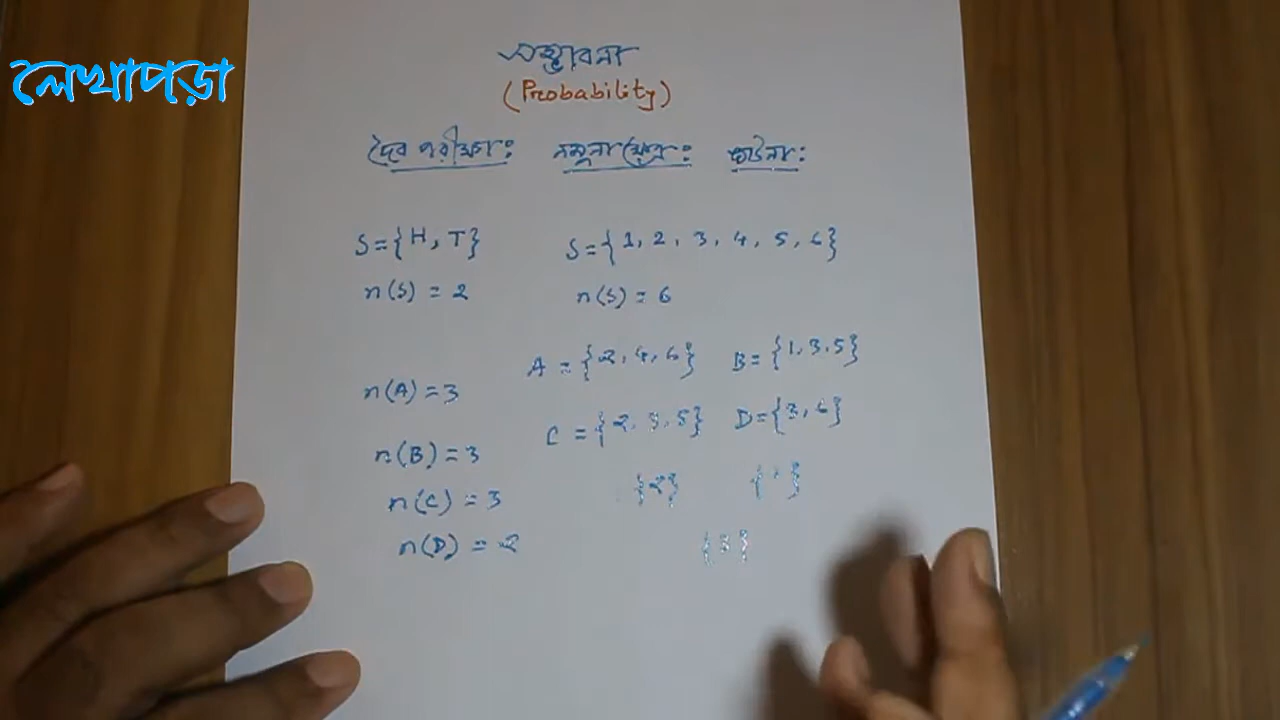 লেখাপড়া
সম্ভাবনা
(Probability)
দৈব পরীক্ষা: নমুনা ক্ষেত্র: ঘটনা:
S={H, T} S={1, 2, 3, 4, 5, 6}
n(S) = 2 n(S) = 6
A = {2, 4, 6} B = {1, 3, 5}
n(A) = 3
C = {2, 3, 5} D={3, 6}
n(B) = 3
{2} {1}
n(C) = 3
n(D) = 2 {3}